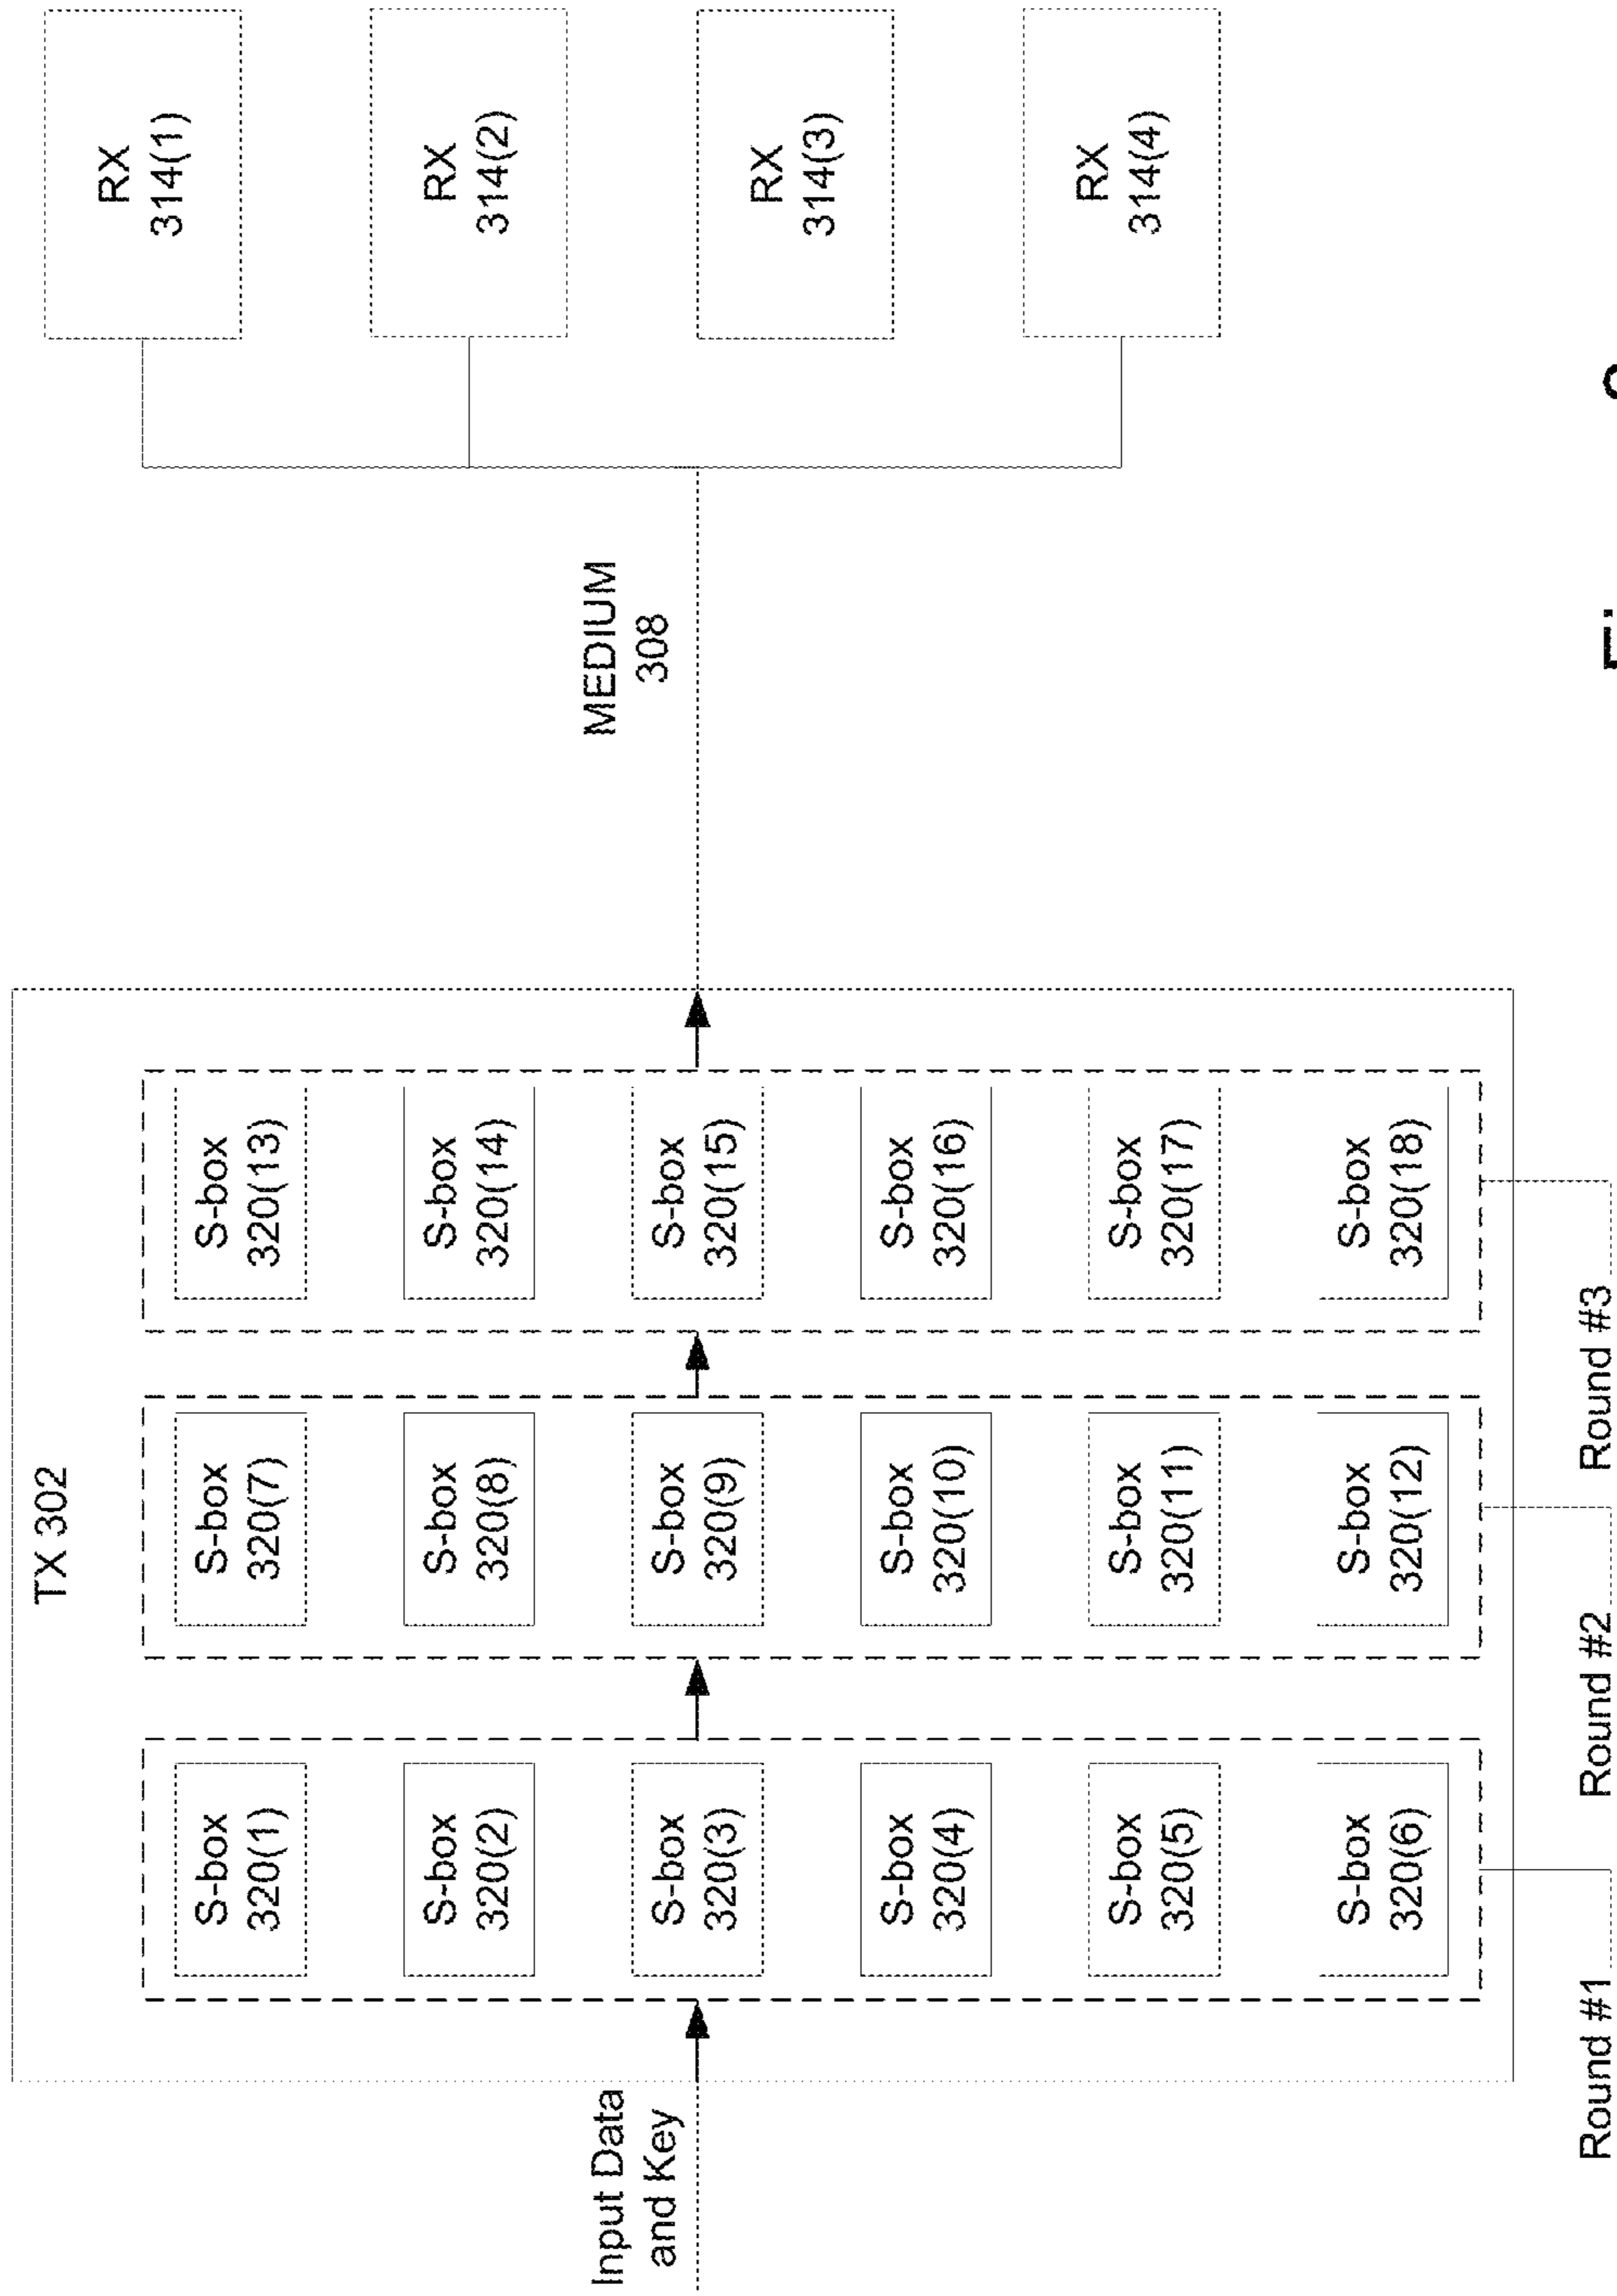 TX 302
Input Data
and Key
S-box
320(1)
S-box
320(2)
S-box
320(3)
S-box
320(4)
S-box
320(5)
S-box
320(6)
S-box
320(7)
S-box
320(8)
S-box
320(9)
S-box
320(10)
S-box
320(11)
S-box
320(12)
S-box
320(13)
S-box
320(14)
S-box
320(15)
S-box
320(16)
S-box
320(17)
S-box
320(18)
Round #1
Round #2
Round #3
MEDIUM
308
RX
314(1)
RX
314(2)
RX
314(3)
RX
314(4)